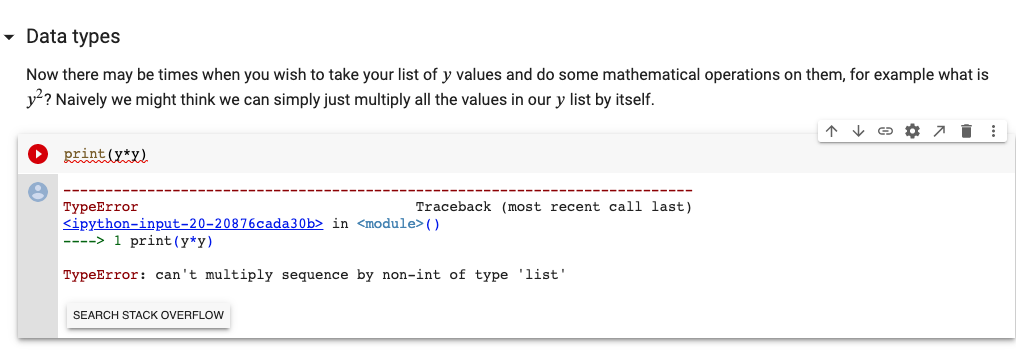 Data types
Now there may be times when you wish to take your list of y values and do some mathematical operations on them, for example what is
y²? Naively we might think we can simply just multiply all the values in our y list by itself.
print(y*y)
---------------------------------------------------------------------------
TypeError                                 Traceback (most recent call last)
<ipython-input-20-20876cada30b> in <module>()
----> 1 print(y*y)
TypeError: can't multiply sequence by non-int of type 'list'
SEARCH STACK OVERFLOW